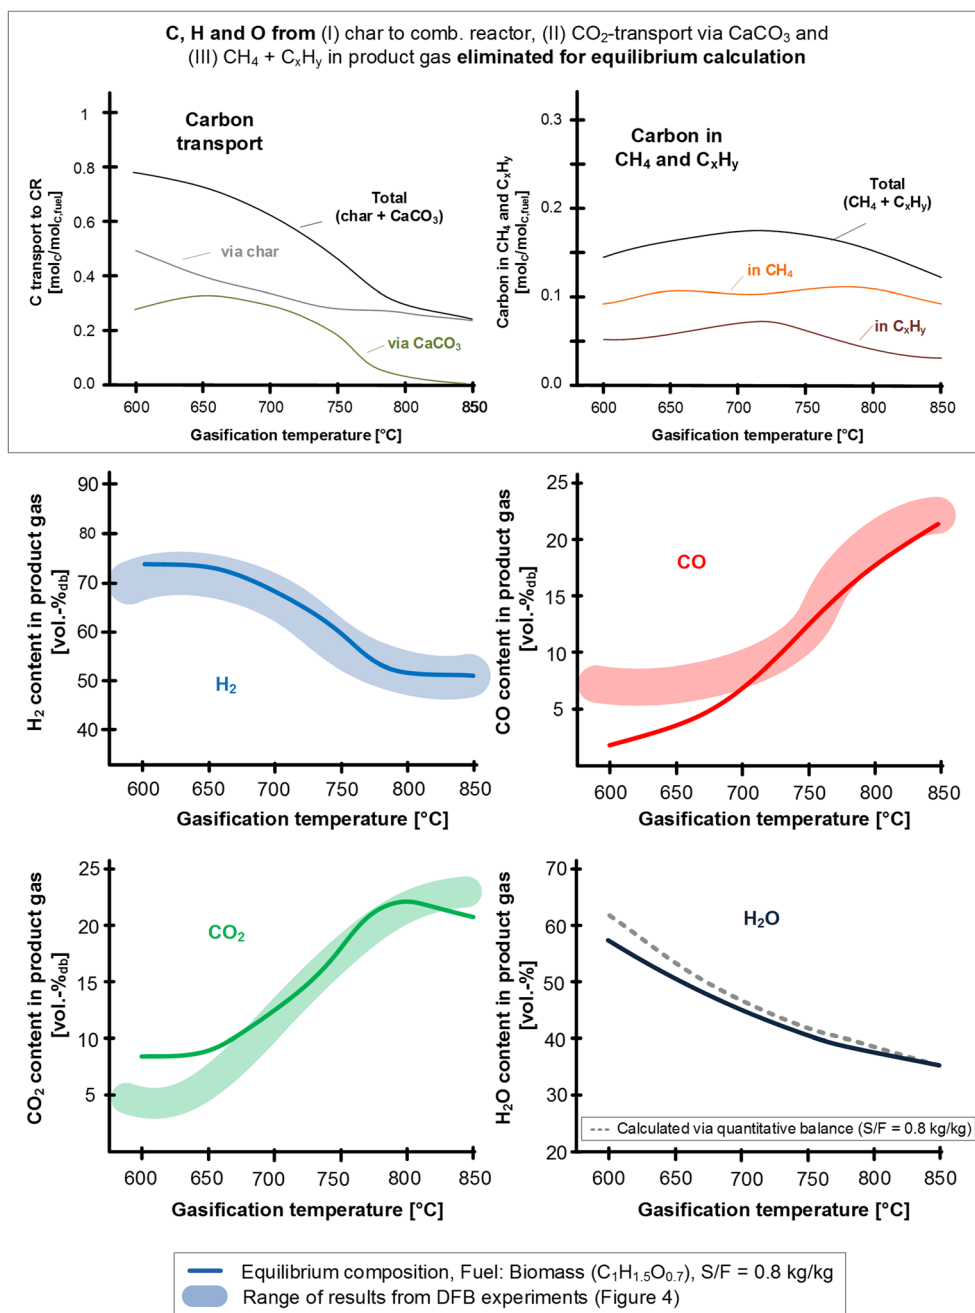 C, H and O from (I) char to comb. reactor, (II) CO₂-transport via CaCO₃ and
(III) CH₄ + CₓHᵧ in product gas eliminated for equilibrium calculation
C transport to CR
[mol_C/mol_C,fuel]
1
0.8
0.6
0.4
0.2
0.0
Carbon
transport
Total
(char + CaCO₃)
via char
via CaCO₃
600 650 700 750 800 850
Gasification temperature [°C]
Carbon in CH₄ and CₓHᵧ
[mol_C/mol_C,fuel]
0.3
0.2
0.1
0.0
Carbon in
CH₄ and CₓHᵧ
Total
(CH₄ + CₓHᵧ)
in CH₄
in CₓHᵧ
600 650 700 750 800 850
Gasification temperature [°C]
H₂ content in product gas
[vol.-%db]
90
80
70
60
50
40
H₂
600 650 700 750 800 850
Gasification temperature [°C]
CO content in product gas
[vol.-%db]
25
20
15
10
5
CO
600 650 700 750 800 850
Gasification temperature [°C]
CO₂ content in product gas
[vol.-%db]
25
20
15
10
5
CO₂
600 650 700 750 800 850
Gasification temperature [°C]
H₂O content in product gas
[vol.-%]
70
60
50
40
30
20
H₂O
Calculated via quantitative balance (S/F = 0.8 kg/kg)
600 650 700 750 800 850
Gasification temperature [°C]
Equilibrium composition, Fuel: Biomass (C₁H₁.₅O₀.₇), S/F = 0.8 kg/kg
Range of results from DFB experiments (Figure 4)